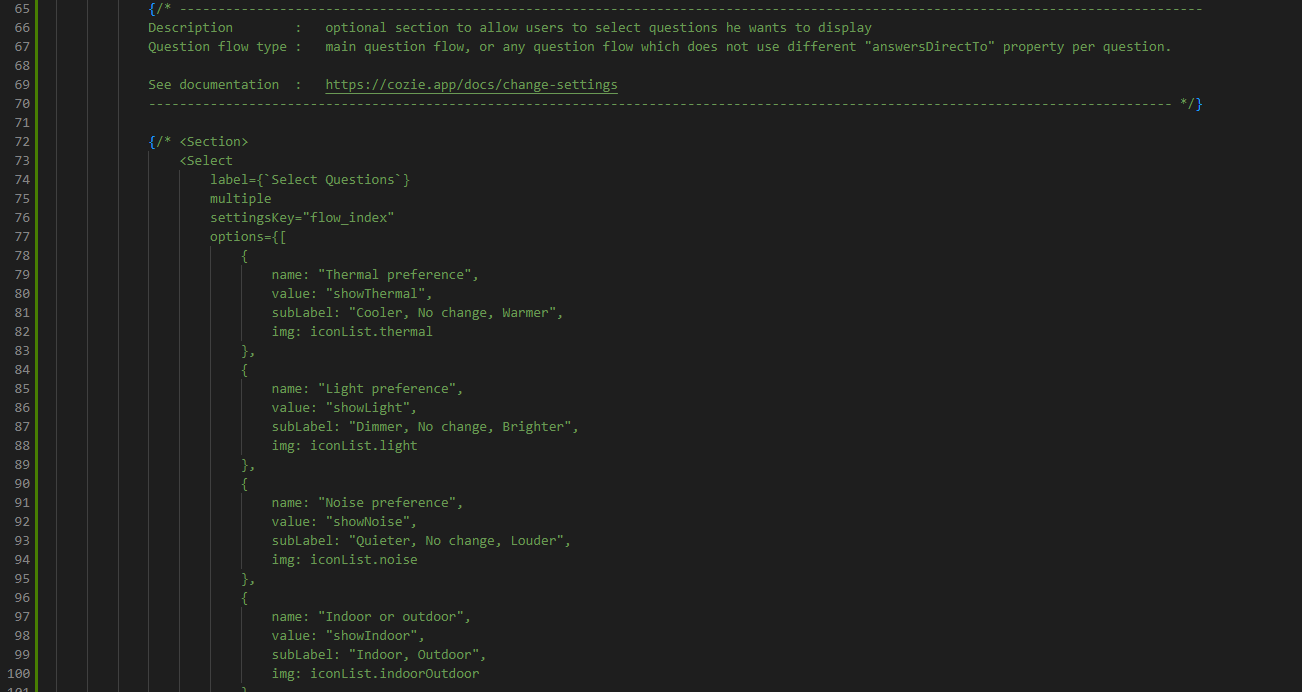 65 {/* -------------------------------------------------------------------------------------------------------------------------------------
66 Description        :   optional section to allow users to select questions he wants to display
67 Question flow type :   main question flow, or any question flow which does not use different "answersDirectTo" property per question.
68
69 See documentation  :   https://cozie.app/docs/change-settings
70 ------------------------------------------------------------------------------------------------------------------------------------- */}
71
72 {/* <Section>
73     <Select
74         label={`Select Questions`}
75         multiple
76         settingsKey="flow_index"
77         options={[
78             {
79                 name: "Thermal preference",
80                 value: "showThermal",
81                 subLabel: "Cooler, No change, Warmer",
82                 img: iconList.thermal
83             },
84             {
85                 name: "Light preference",
86                 value: "showLight",
87                 subLabel: "Dimmer, No change, Brighter",
88                 img: iconList.light
89             },
90             {
91                 name: "Noise preference",
92                 value: "showNoise",
93                 subLabel: "Quieter, No change, Louder",
94                 img: iconList.noise
95             },
96             {
97                 name: "Indoor or outdoor",
98                 value: "showIndoor",
99                 subLabel: "Indoor, Outdoor",
100                 img: iconList.indoorOutdoor